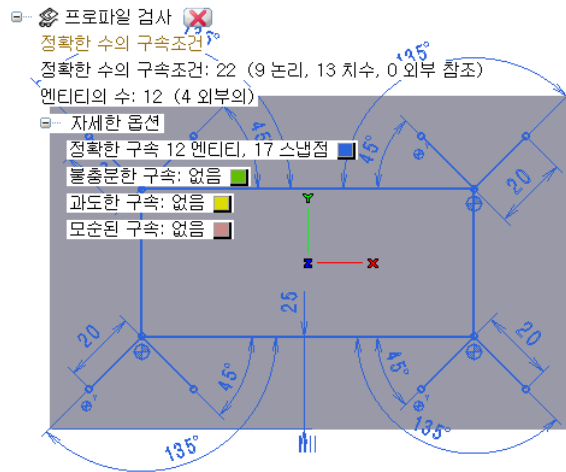 프로파일 검사
정확한 수의 구속조건
정확한 수의 구속조건: 22 (9 논리, 13 치수, 0 외부 참조)
엔티티의 수: 12 (4 외부의)
자세한 옵션
정확한 구속 12 엔티티, 17 스냅점
불충분한 구속: 없음
과도한 구속: 없음
모순된 구속: 없음
135°
45°
45°
20
Y
Z
X
25
20
45°
135°
45°
135°
20